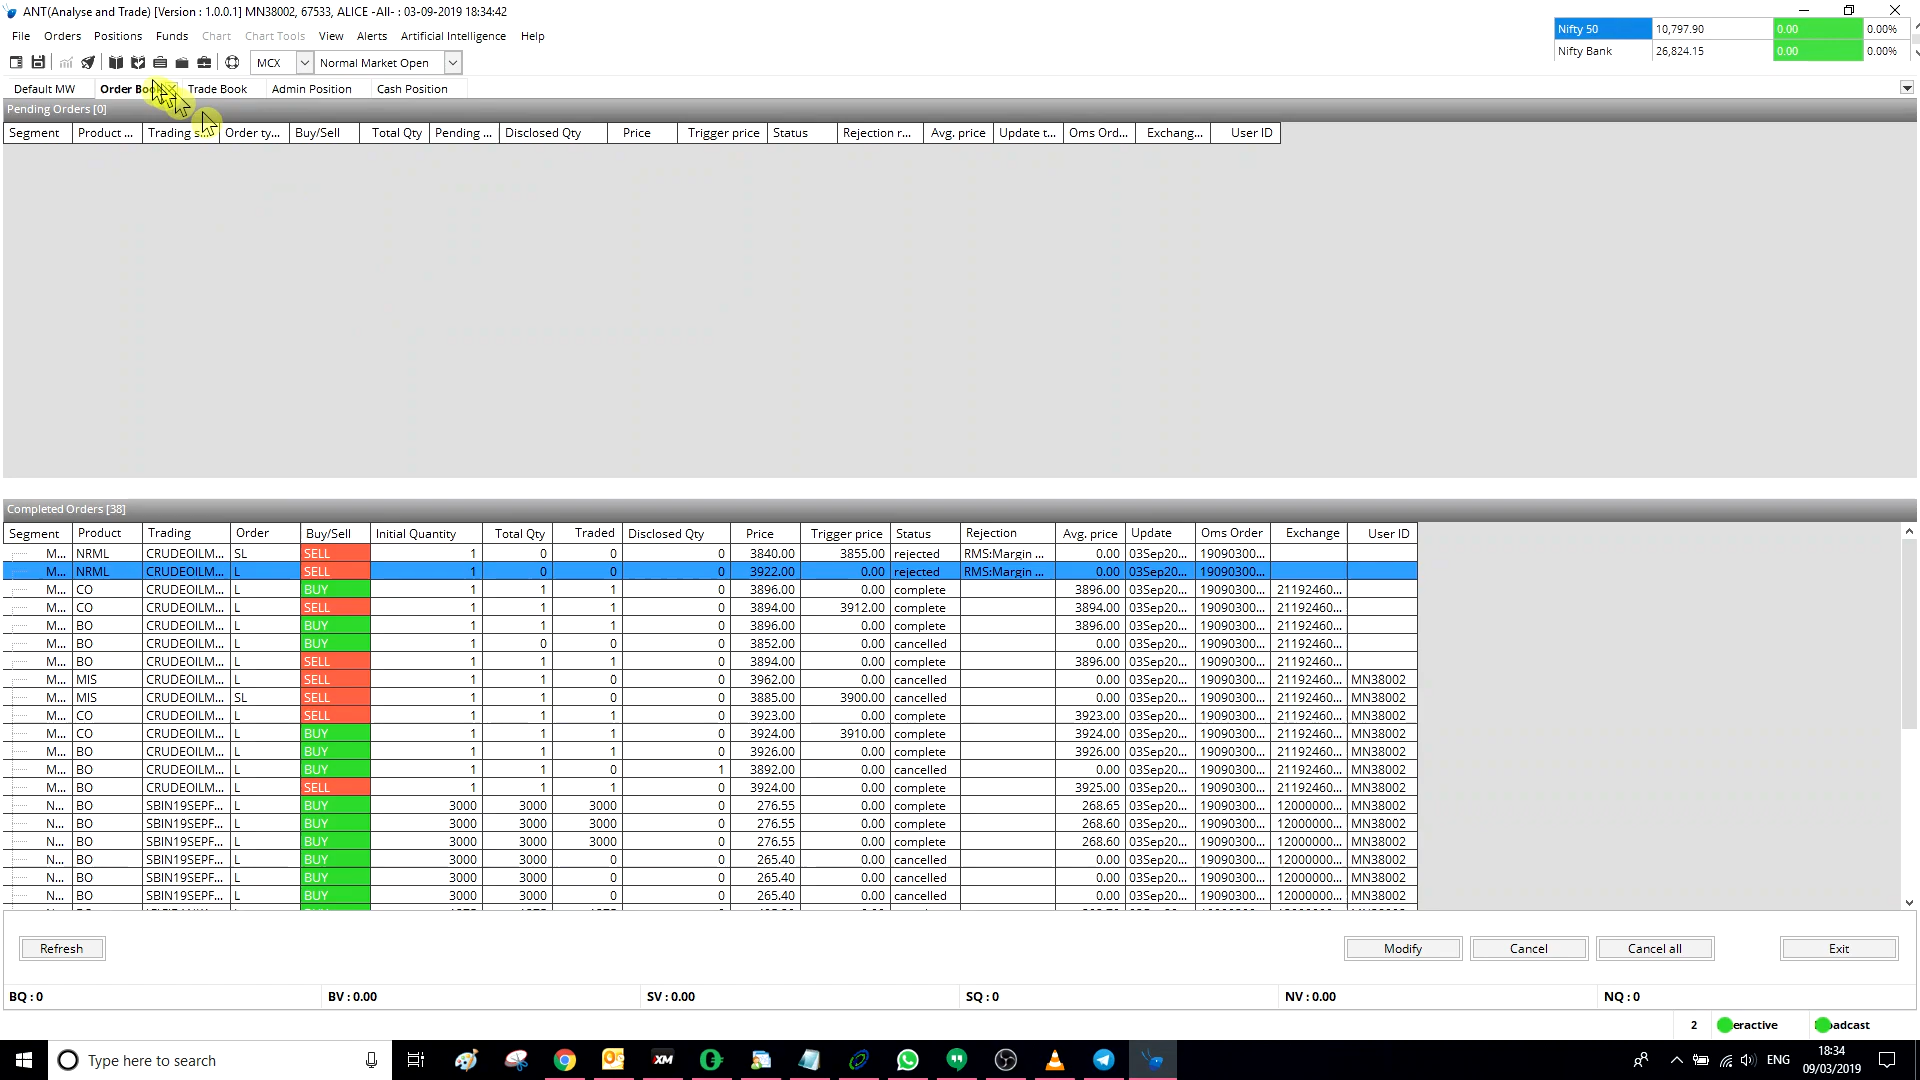 ANT(Analyse and Trade) [Version : 1.0.0.1] MN38002, 67533, ALICE -All- : 03-09-2019 18:34:42
File Orders Positions Funds Chart Chart Tools View Alerts Artificial Intelligence Help
Nifty 50 10,797.90 0.00 0.00%
Nifty Bank 26,824.15 0.00 0.00%
MCX Normal Market Open
Default MW Order Book Trade Book Admin Position Cash Position
Pending Orders [0]
Segment Product ... Trading s... Order ty... Buy/Sell Total Qty Pending ... Disclosed Qty Price Trigger price Status Rejection r... Avg. price Update t... Oms Ord... Exchang... User ID
Completed Orders [38]
Segment Product Trading Order Buy/Sell Initial Quantity Total Qty Traded Disclosed Qty Price Trigger price Status Rejection Avg. price Update Oms Order Exchange User ID
M... NRML CRUDEOILM... SL SELL 1 0 0 0 3840.00 3855.00 rejected RMS:Margin ... 0.00 03Sep20... 19090300...
M... NRML CRUDEOILM... L SELL 1 0 0 0 3922.00 0.00 rejected RMS:Margin ... 0.00 03Sep20... 19090300...
M... CO CRUDEOILM... L BUY 1 1 1 0 3896.00 0.00 complete 3896.00 03Sep20... 19090300... 21192460...
M... CO CRUDEOILM... L SELL 1 1 1 0 3894.00 3912.00 complete 3894.00 03Sep20... 19090300... 21192460...
M... BO CRUDEOILM... L BUY 1 1 1 0 3896.00 0.00 complete 3896.00 03Sep20... 19090300... 21192460...
M... BO CRUDEOILM... L BUY 1 0 0 0 3852.00 0.00 cancelled 0.00 03Sep20... 19090300... 21192460...
M... BO CRUDEOILM... L SELL 1 1 1 0 3894.00 0.00 complete 3896.00 03Sep20... 19090300... 21192460...
M... MIS CRUDEOILM... L SELL 1 1 0 0 3962.00 0.00 cancelled 0.00 03Sep20... 19090300... 21192460... MN38002
M... MIS CRUDEOILM... SL SELL 1 1 0 0 3885.00 3900.00 cancelled 0.00 03Sep20... 19090300... 21192460... MN38002
M... CO CRUDEOILM... L SELL 1 1 1 0 3923.00 0.00 complete 3923.00 03Sep20... 19090300... 21192460... MN38002
M... CO CRUDEOILM... L BUY 1 1 1 0 3924.00 3910.00 complete 3924.00 03Sep20... 19090300... 21192460... MN38002
M... BO CRUDEOILM... L BUY 1 1 1 0 3926.00 0.00 complete 3926.00 03Sep20... 19090300... 21192460... MN38002
M... BO CRUDEOILM... L BUY 1 1 0 1 3892.00 0.00 cancelled 0.00 03Sep20... 19090300... 21192460... MN38002
M... BO CRUDEOILM... L SELL 1 1 1 0 3924.00 0.00 complete 3925.00 03Sep20... 19090300... 21192460... MN38002
N... BO SBIN19SEPF... L BUY 3000 3000 3000 0 276.55 0.00 complete 268.65 03Sep20... 19090300... 12000000... MN38002
N... BO SBIN19SEPF... L BUY 3000 3000 3000 0 276.55 0.00 complete 268.60 03Sep20... 19090300... 12000000... MN38002
N... BO SBIN19SEPF... L BUY 3000 3000 3000 0 276.55 0.00 complete 268.60 03Sep20... 19090300... 12000000... MN38002
N... BO SBIN19SEPF... L BUY 3000 3000 0 0 265.40 0.00 cancelled 0.00 03Sep20... 19090300... 12000000... MN38002
N... BO SBIN19SEPF... L BUY 3000 3000 0 0 265.40 0.00 cancelled 0.00 03Sep20... 19090300... 12000000... MN38002
N... BO SBIN19SEPF... L BUY 3000 3000 0 0 265.40 0.00 cancelled 0.00 03Sep20... 19090300... 12000000... MN38002
Refresh Modify Cancel Cancel all Exit
BQ : 0 BV : 0.00 SV : 0.00 SQ : 0 NV : 0.00 NQ : 0
2 eractive adcast
Type here to search XM ENG 18:34
09/03/2019